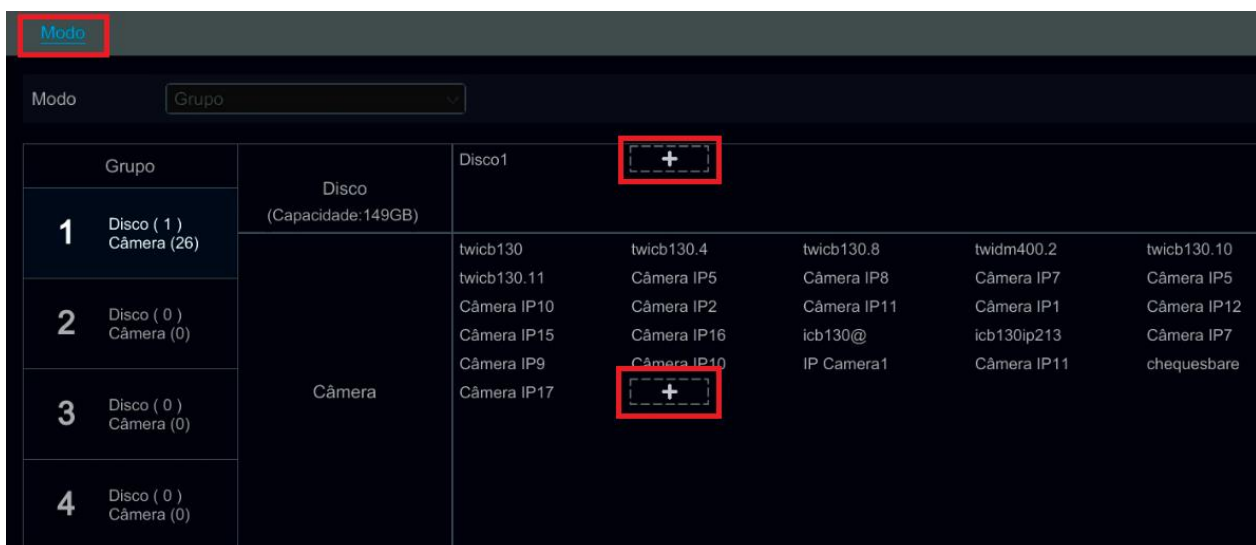 Modo
Modo Grupo
Grupo
Disco
(Capacidade:149GB)
Disco1 +
1 Disco ( 1 )
Câmera (26)
2 Disco ( 0 )
Câmera (0)
3 Disco ( 0 )
Câmera (0)
4 Disco ( 0 )
Câmera (0)
Câmera
twicb130 twicb130.4 twicb130.8 twidm400.2 twicb130.10
twicb130.11 Câmera IP5 Câmera IP8 Câmera IP7 Câmera IP5
Câmera IP10 Câmera IP2 Câmera IP11 Câmera IP1 Câmera IP12
Câmera IP15 Câmera IP16 icb130@ icb130ip213 Câmera IP7
Câmera IP9 Câmera IP10 IP Camera1 Câmera IP11 chequesbare
Câmera IP17 +